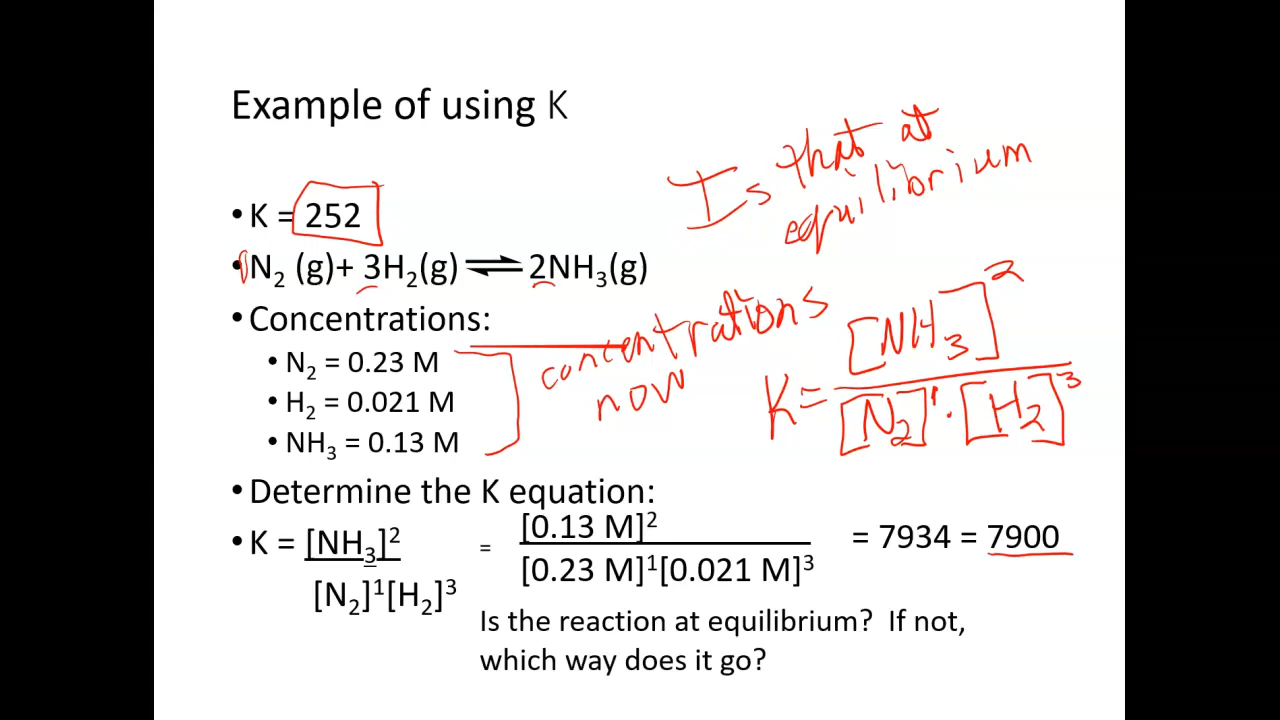 Example of using K
Is that at
equilibrium
• K = 252
• N₂ (g)+ 3H₂(g) ⇌ 2NH₃(g)
• Concentrations:
• N₂ = 0.23 M
• H₂ = 0.021 M
• NH₃ = 0.13 M
concentrations
now
K = [NH₃]²
[N₂]¹ · [H₂]³
• Determine the K equation:
• K = [NH₃]² = [0.13 M]² = 7934 = 7900
[N₂]¹[H₂]³ [0.23 M]¹[0.021 M]³
Is the reaction at equilibrium? If not,
which way does it go?